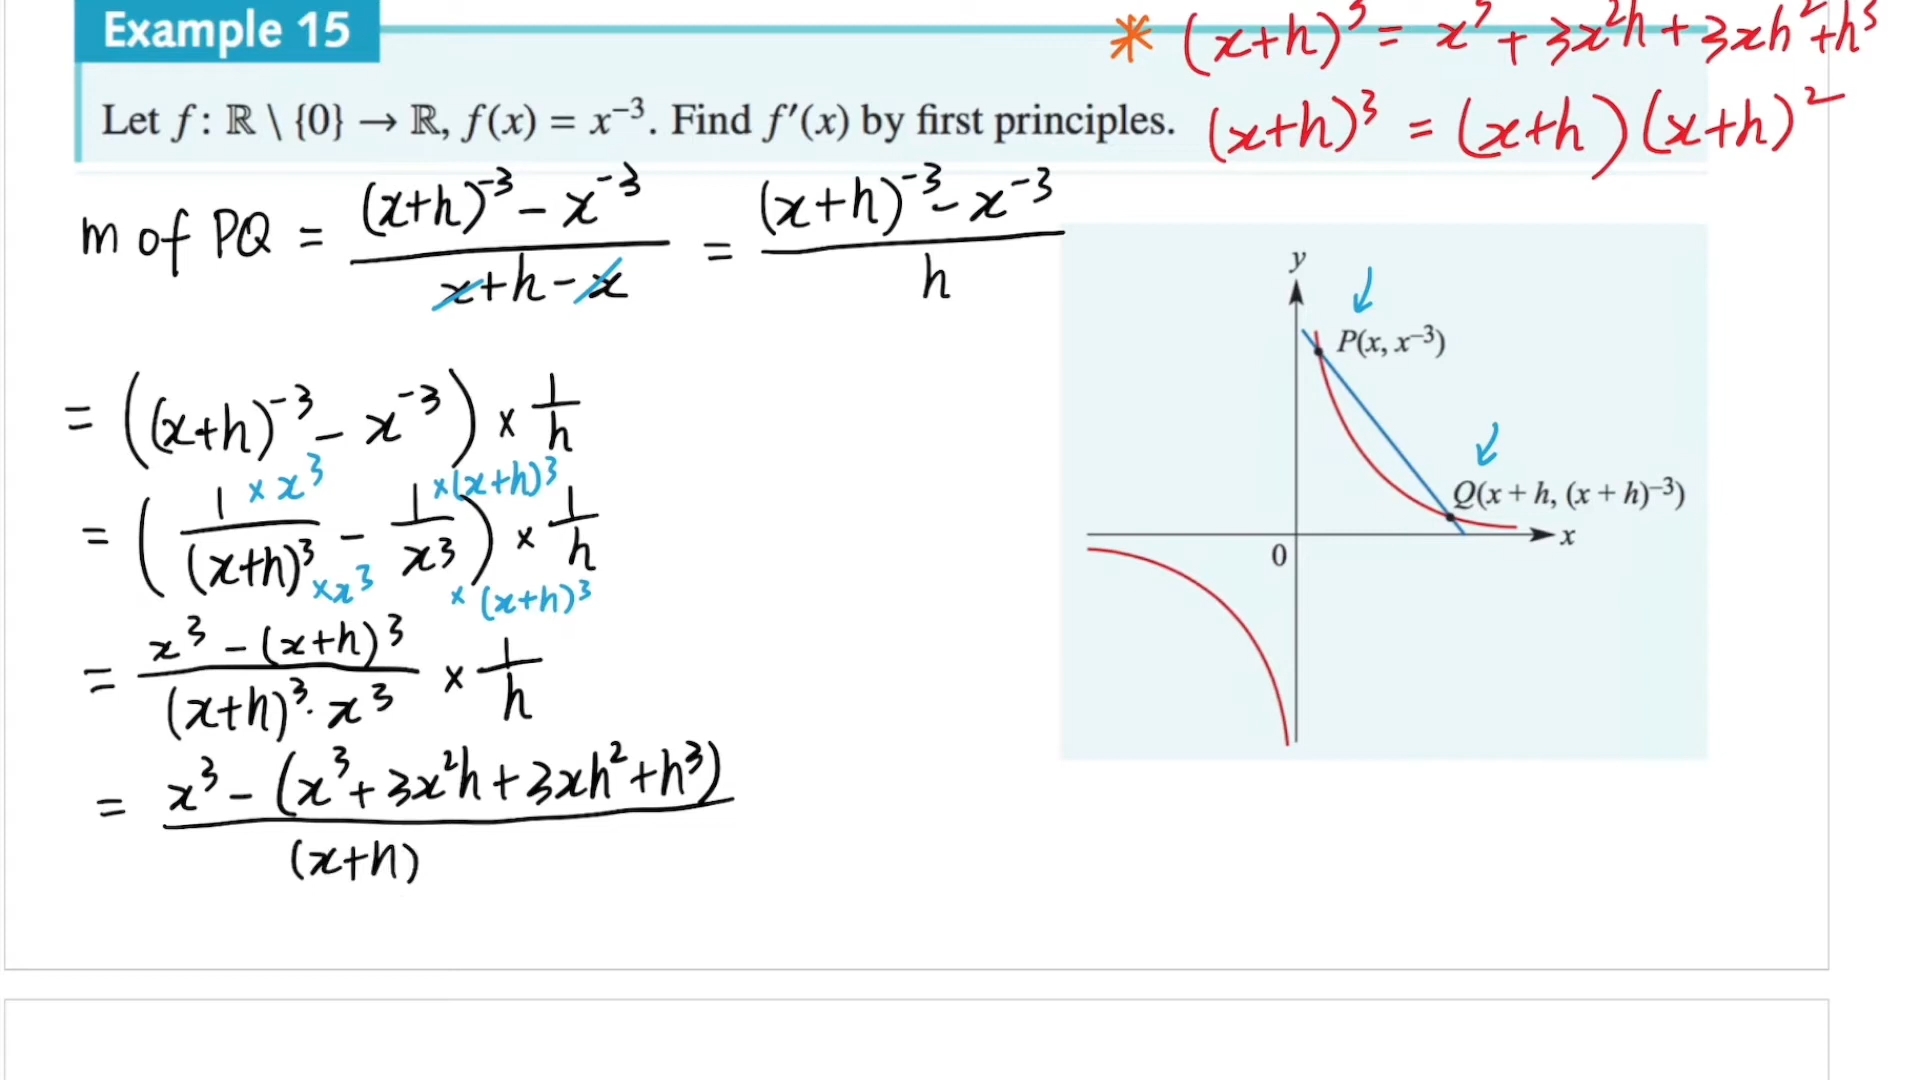 Example 15
* (x+h)³ = x³ + 3x²h + 3xh² + h³
Let f: ℝ \ {0} → ℝ, f(x) = x⁻³. Find f′(x) by first principles.
(x+h)³ = (x+h)(x+h)²
m of PQ = ((x+h)⁻³ − x⁻³)/(x+h−x) = ((x+h)⁻³ − x⁻³)/h
= ((x+h)⁻³ − x⁻³) × 1/h
×x³ ×(x+h)³
= (1/(x+h)³ − 1/x³) × 1/h
×x³ ×(x+h)³
= (x³ − (x+h)³)/((x+h)³·x³) × 1/h
= (x³ − (x³ + 3x²h + 3xh² + h³))/(x+h)
y
P(x, x⁻³)
Q(x + h, (x + h)⁻³)
0
x